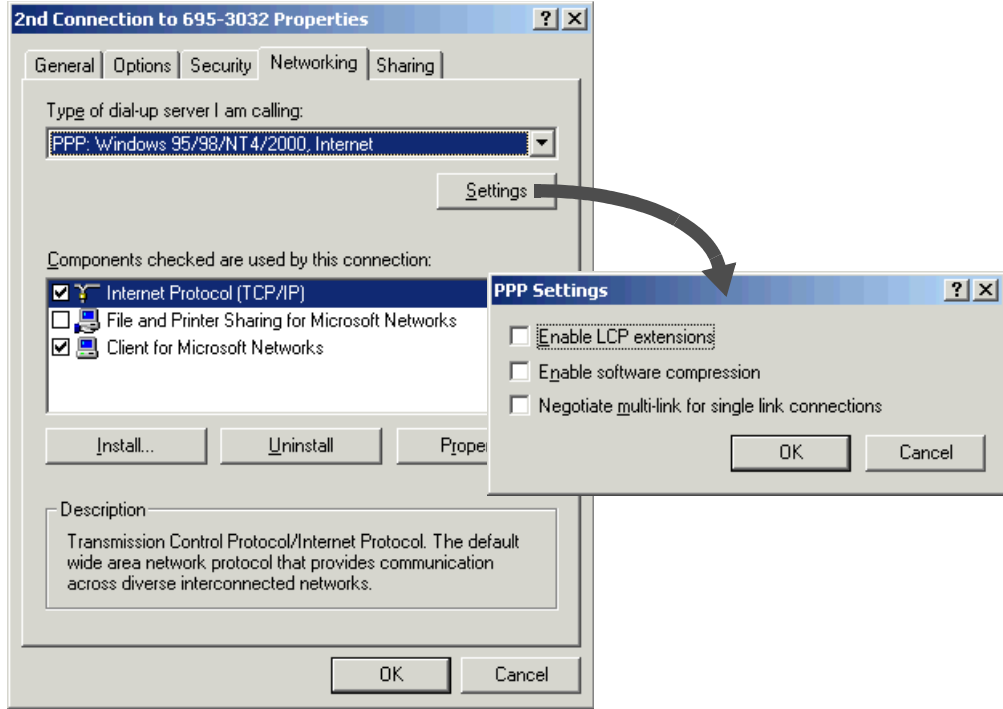 2nd Connection to 695-3032 Properties
General Options Security Networking Sharing
Type of dial-up server I am calling:
PPP: Windows 95/98/NT4/2000, Internet
Settings
Components checked are used by this connection:
Internet Protocol (TCP/IP)
File and Printer Sharing for Microsoft Networks
Client for Microsoft Networks
Install... Uninstall Prope
Description
Transmission Control Protocol/Internet Protocol. The default
wide area network protocol that provides communication
across diverse interconnected networks.
OK Cancel
PPP Settings
Enable LCP extensions
Enable software compression
Negotiate multi-link for single link connections
OK Cancel